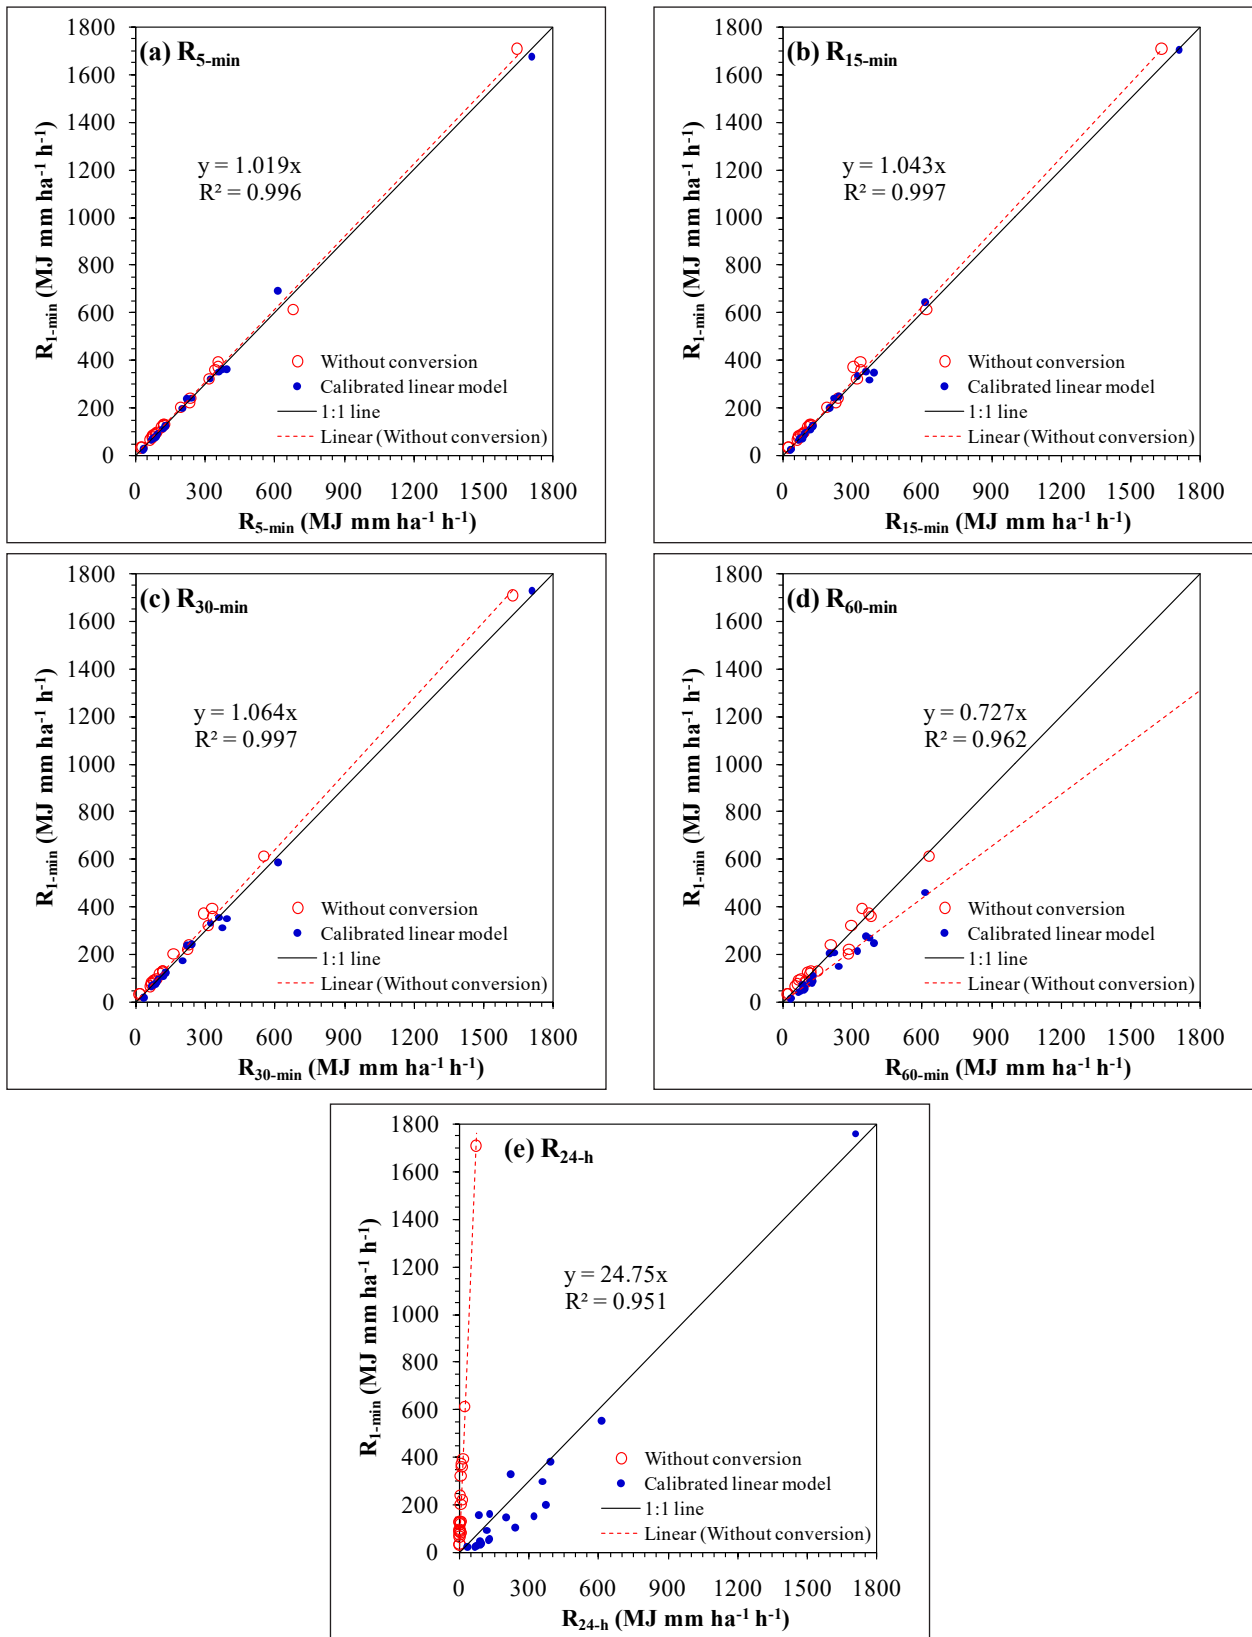 (a) R5-min
1800
1600
1400
1200
1000
800
600
400
200
0
R1-min (MJ mm ha-1 h-1)
y = 1.019x
R² = 0.996
Without conversion
Calibrated linear model
1:1 line
Linear (Without conversion)
0 300 600 900 1200 1500 1800
R5-min (MJ mm ha-1 h-1)
(b) R15-min
1800
1600
1400
1200
1000
800
600
400
200
0
R1-min (MJ mm ha-1 h-1)
y = 1.043x
R² = 0.997
Without conversion
Calibrated linear model
1:1 line
Linear (Without conversion)
0 300 600 900 1200 1500 1800
R15-min (MJ mm ha-1 h-1)
(c) R30-min
1800
1600
1400
1200
1000
800
600
400
200
0
R1-min (MJ mm ha-1 h-1)
y = 1.064x
R² = 0.997
Without conversion
Calibrated linear model
1:1 line
Linear (Without conversion)
0 300 600 900 1200 1500 1800
R30-min (MJ mm ha-1 h-1)
(d) R60-min
1800
1600
1400
1200
1000
800
600
400
200
0
R1-min (MJ mm ha-1 h-1)
y = 0.727x
R² = 0.962
Without conversion
Calibrated linear model
1:1 line
Linear (Without conversion)
0 300 600 900 1200 1500 1800
R60-min (MJ mm ha-1 h-1)
(e) R24-h
1800
1600
1400
1200
1000
800
600
400
200
0
R1-min (MJ mm ha-1 h-1)
y = 24.75x
R² = 0.951
Without conversion
Calibrated linear model
1:1 line
Linear (Without conversion)
0 300 600 900 1200 1500 1800
R24-h (MJ mm ha-1 h-1)